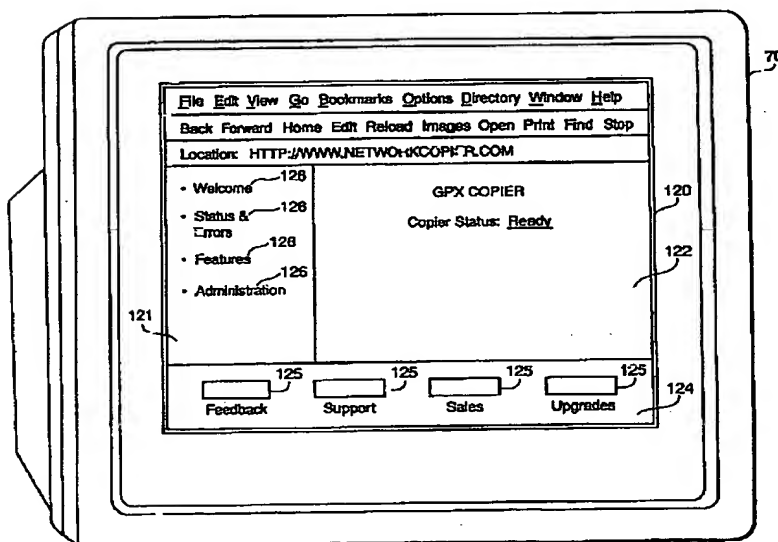 70
File Edit View Go Bookmarks Options Directory Window Help
Back Forward Home Edit Reload Images Open Print Find Stop
Location: HTTP://WWW.NETWORKCOPIER.COM
• Welcome 126
• Status & 126
Errors
• Features 126
• Administration 126
GPX COPIER
Copier Status: Ready
120
122
121
125 125 125 125
Feedback Support Sales Upgrades
124